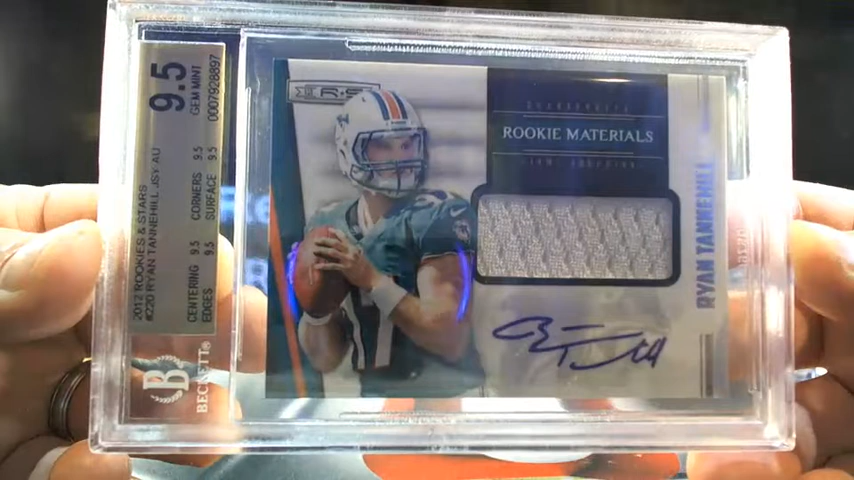 2012 ROOKIES & STARS
#220 RYAN TANNEHILL JSY AU
9.5
GEM MINT
0007928897
CENTERING 9.5
CORNERS 9.5
EDGES 9.5
SURFACE 9.5
BECKETT®
R&S
ROOKIE MATERIALS
RYAN TANNEHILL
17